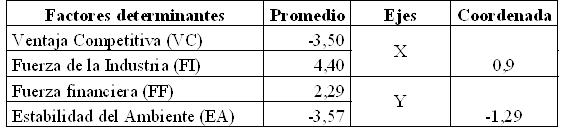 Factores determinantes Promedio Ejes Coordenada
Ventaja Competitiva (VC) -3,50 X
Fuerza de la Industria (FI) 4,40 0,9
Fuerza financiera (FF) 2,29 Y
Estabilidad del Ambiente (EA) -3,57 -1,29